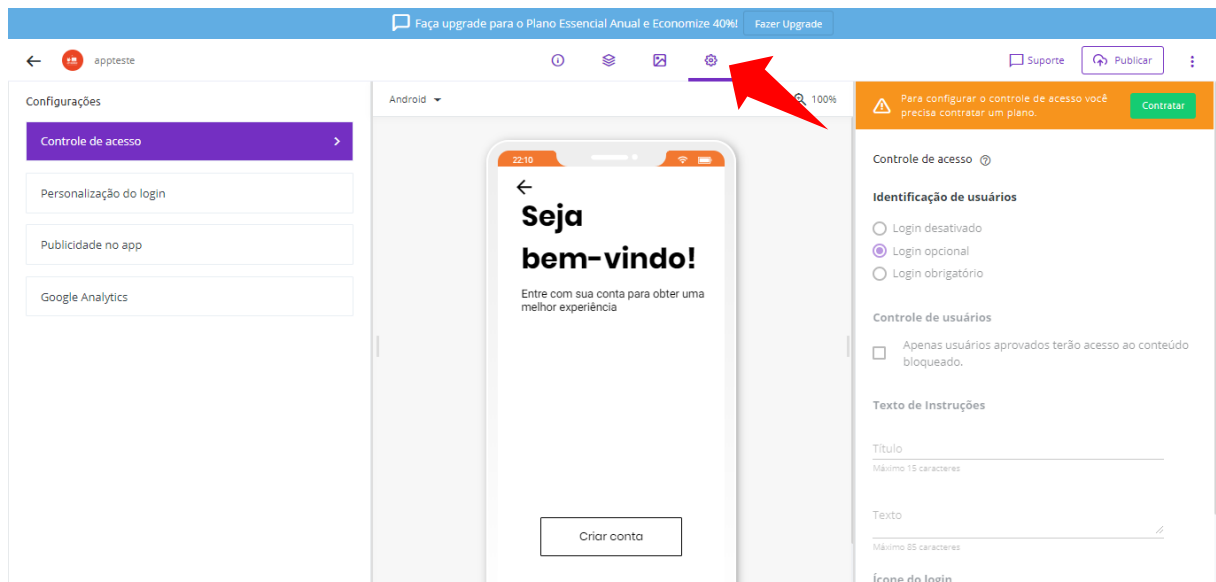 Faça upgrade para o Plano Essencial Anual e Economize 40%! Fazer Upgrade
appteste
Suporte
Publicar
Configurações
Controle de acesso
Personalização do login
Publicidade no app
Google Analytics
Android
100%
22:10
Seja
bem-vindo!
Entre com sua conta para obter uma
melhor experiência
Criar conta
Para configurar o controle de acesso você
precisa contratar um plano.
Contratar
Controle de acesso
Identificação de usuários
Login desativado
Login opcional
Login obrigatório
Controle de usuários
Apenas usuários aprovados terão acesso ao conteúdo
bloqueado.
Texto de Instruções
Título
Máximo 15 caracteres
Texto
Máximo 85 caracteres
Ícone do login